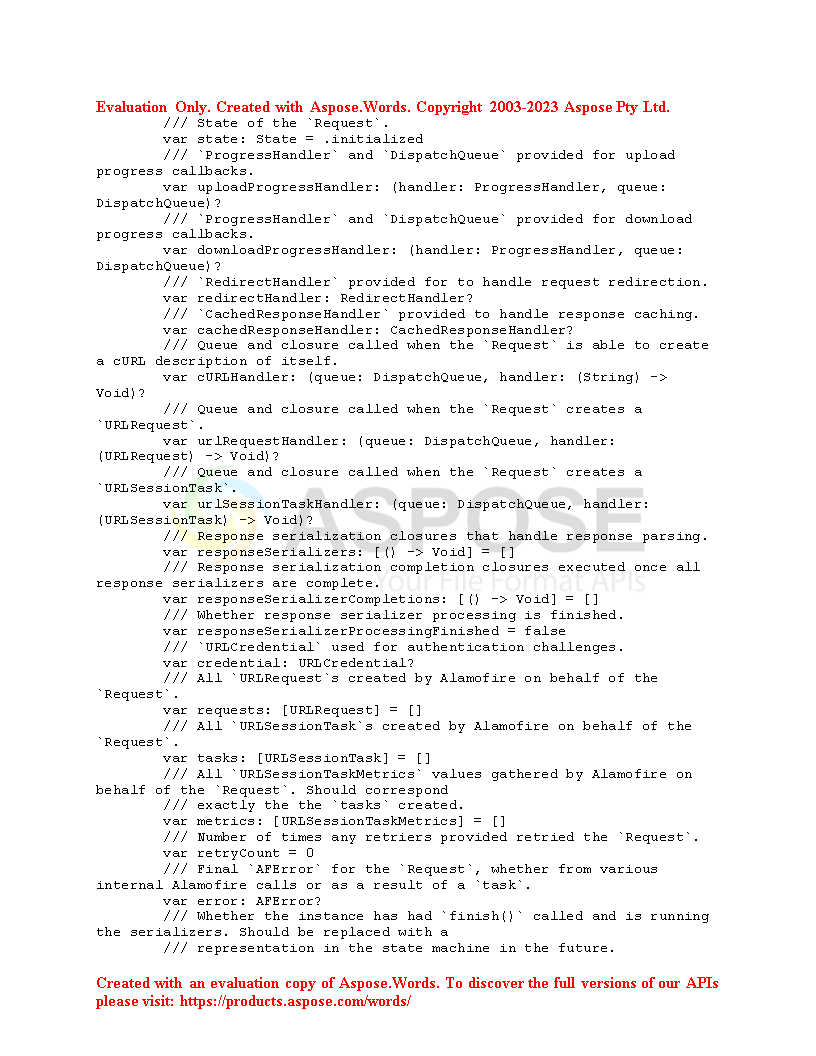 Evaluation Only. Created with Aspose.Words. Copyright 2003-2023 Aspose Pty Ltd.
/// State of the `Request`.
var state: State = .initialized
/// `ProgressHandler` and `DispatchQueue` provided for upload
progress callbacks.
var uploadProgressHandler: (handler: ProgressHandler, queue:
DispatchQueue)?
/// `ProgressHandler` and `DispatchQueue` provided for download
progress callbacks.
var downloadProgressHandler: (handler: ProgressHandler, queue:
DispatchQueue)?
/// `RedirectHandler` provided for to handle request redirection.
var redirectHandler: RedirectHandler?
/// `CachedResponseHandler` provided to handle response caching.
var cachedResponseHandler: CachedResponseHandler?
/// Queue and closure called when the `Request` is able to create
a cURL description of itself.
var cURLHandler: (queue: DispatchQueue, handler: (String) ->
Void)?
/// Queue and closure called when the `Request` creates a
`URLRequest`.
var urlRequestHandler: (queue: DispatchQueue, handler:
(URLRequest) -> Void)?
/// Queue and closure called when the `Request` creates a
`URLSessionTask`.
var urlSessionTaskHandler: (queue: DispatchQueue, handler:
(URLSessionTask) -> Void)?
/// Response serialization closures that handle response parsing.
var responseSerializers: [() -> Void] = []
/// Response serialization completion closures executed once all
response serializers are complete.
var responseSerializerCompletions: [() -> Void] = []
/// Whether response serializer processing is finished.
var responseSerializerProcessingFinished = false
/// `URLCredential` used for authentication challenges.
var credential: URLCredential?
/// All `URLRequest`s created by Alamofire on behalf of the
`Request`.
var requests: [URLRequest] = []
/// All `URLSessionTask`s created by Alamofire on behalf of the
`Request`.
var tasks: [URLSessionTask] = []
/// All `URLSessionTaskMetrics` values gathered by Alamofire on
behalf of the `Request`. Should correspond
/// exactly the the `tasks` created.
var metrics: [URLSessionTaskMetrics] = []
/// Number of times any retriers provided retried the `Request`.
var retryCount = 0
/// Final `AFError` for the `Request`, whether from various
internal Alamofire calls or as a result of a `task`.
var error: AFError?
/// Whether the instance has had `finish()` called and is running
the serializers. Should be replaced with a
/// representation in the state machine in the future.
ASPOSE
Your File Format APIs
Created with an evaluation copy of Aspose.Words. To discover the full versions of our APIs
please visit: https://products.aspose.com/words/